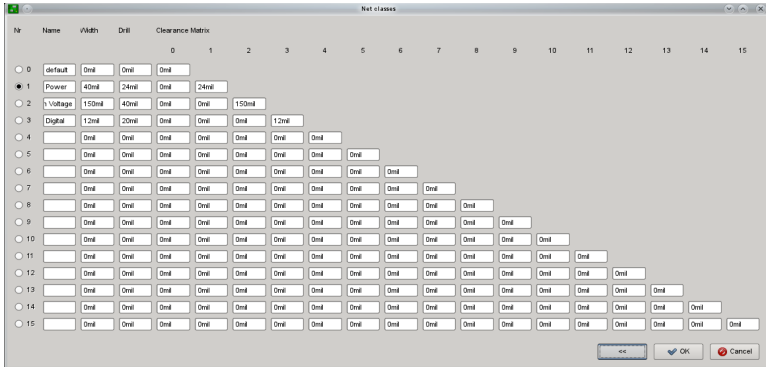 Net classes
Nr Name Width Drill Clearance Matrix
0 1 2 3 4 5 6 7 8 9 10 11 12 13 14 15
0 default 0mil 0mil 0mil
1 Power 40mil 24mil 0mil 24mil
2 Voltage 150mil 40mil 0mil 0mil 150mil
3 Digital 12mil 20mil 0mil 0mil 0mil 12mil
4 0mil 0mil 0mil 0mil 0mil 0mil 0mil
5 0mil 0mil 0mil 0mil 0mil 0mil 0mil 0mil
6 0mil 0mil 0mil 0mil 0mil 0mil 0mil 0mil 0mil
7 0mil 0mil 0mil 0mil 0mil 0mil 0mil 0mil 0mil 0mil
8 0mil 0mil 0mil 0mil 0mil 0mil 0mil 0mil 0mil 0mil 0mil
9 0mil 0mil 0mil 0mil 0mil 0mil 0mil 0mil 0mil 0mil 0mil 0mil
10 0mil 0mil 0mil 0mil 0mil 0mil 0mil 0mil 0mil 0mil 0mil 0mil 0mil
11 0mil 0mil 0mil 0mil 0mil 0mil 0mil 0mil 0mil 0mil 0mil 0mil 0mil 0mil
12 0mil 0mil 0mil 0mil 0mil 0mil 0mil 0mil 0mil 0mil 0mil 0mil 0mil 0mil 0mil
13 0mil 0mil 0mil 0mil 0mil 0mil 0mil 0mil 0mil 0mil 0mil 0mil 0mil 0mil 0mil 0mil
14 0mil 0mil 0mil 0mil 0mil 0mil 0mil 0mil 0mil 0mil 0mil 0mil 0mil 0mil 0mil 0mil 0mil
15 0mil 0mil 0mil 0mil 0mil 0mil 0mil 0mil 0mil 0mil 0mil 0mil 0mil 0mil 0mil 0mil 0mil 0mil
<< OK Cancel